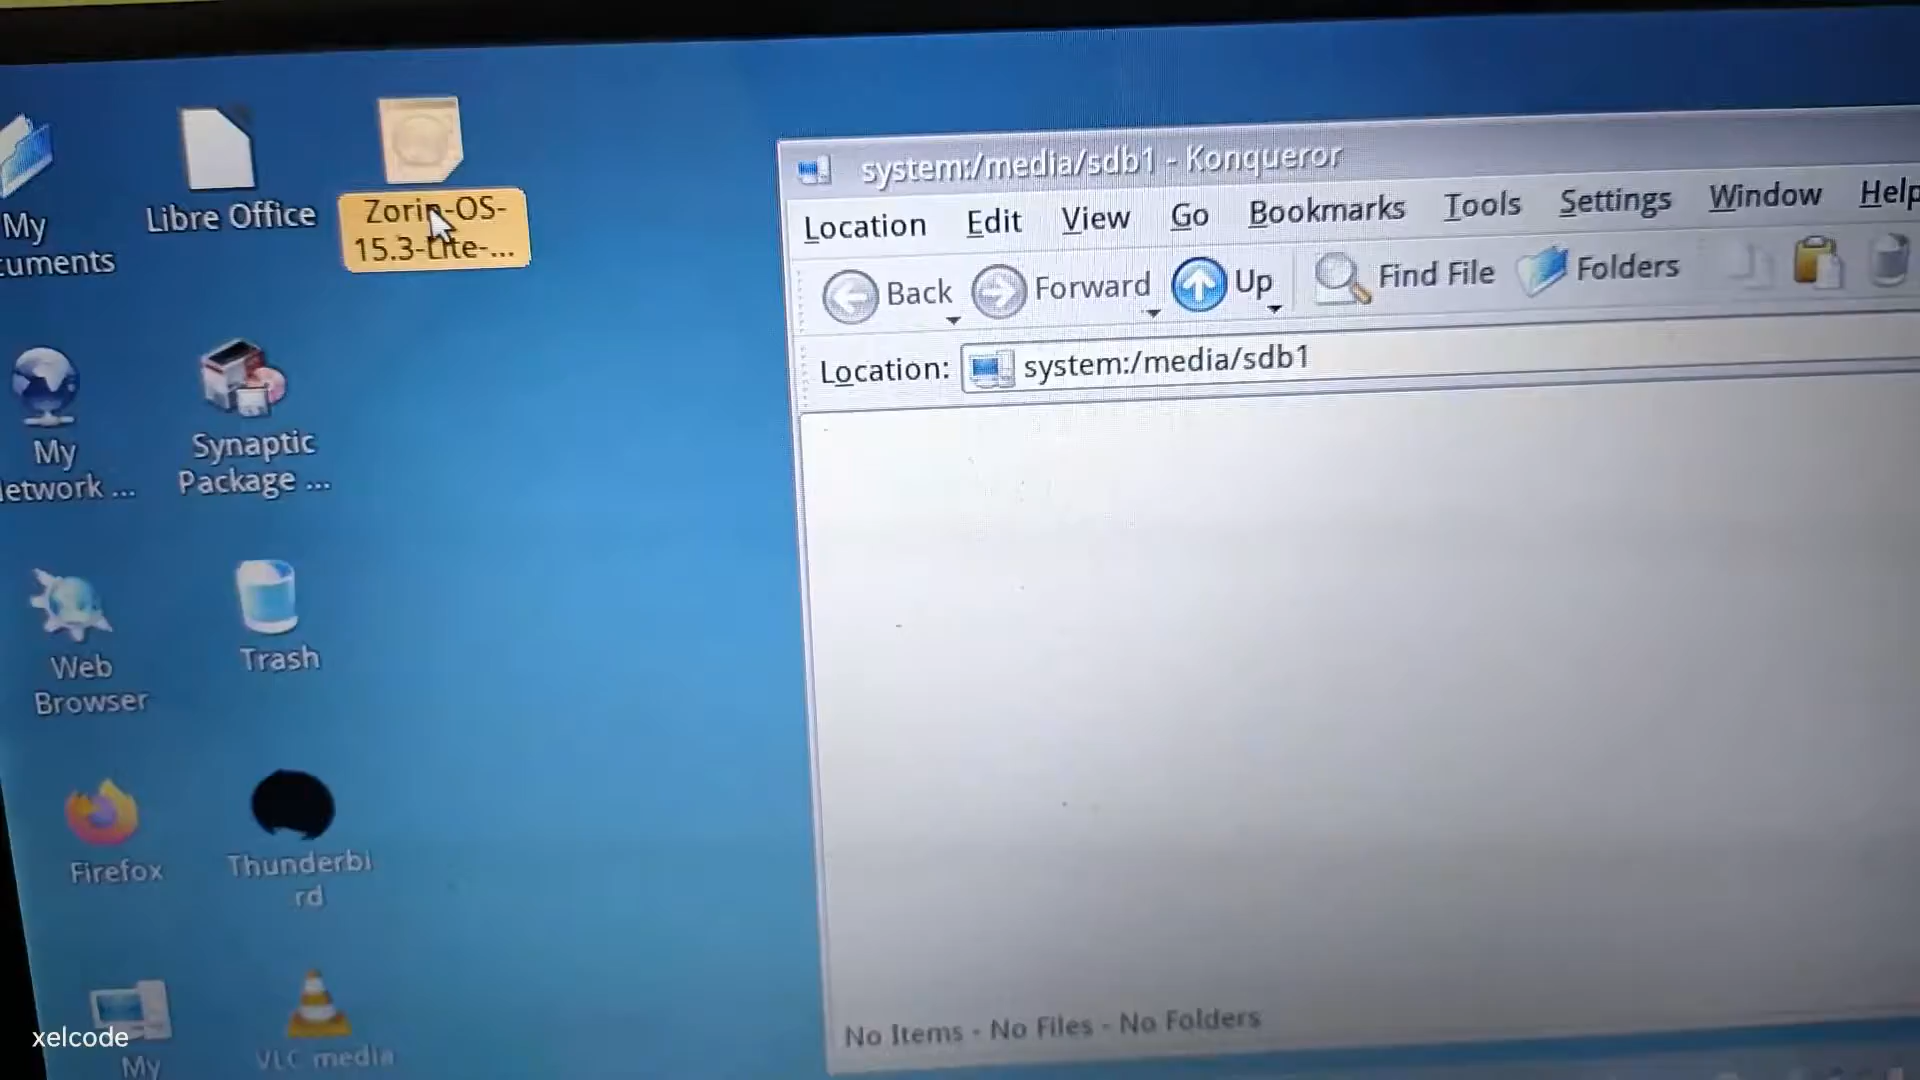 My
cuments
Libre Office
Zorin-OS-
15.3-Lite-...
My
letwork ...
Synaptic
Package ...
Web
Browser
Trash
Firefox
Thunderbi
rd
My
VLC media
system:/media/sdb1 - Konqueror
Location Edit View Go Bookmarks Tools Settings Window Help
Back Forward Up Find File Folders
Location: system:/media/sdb1
No Items - No Files - No Folders
xelcode